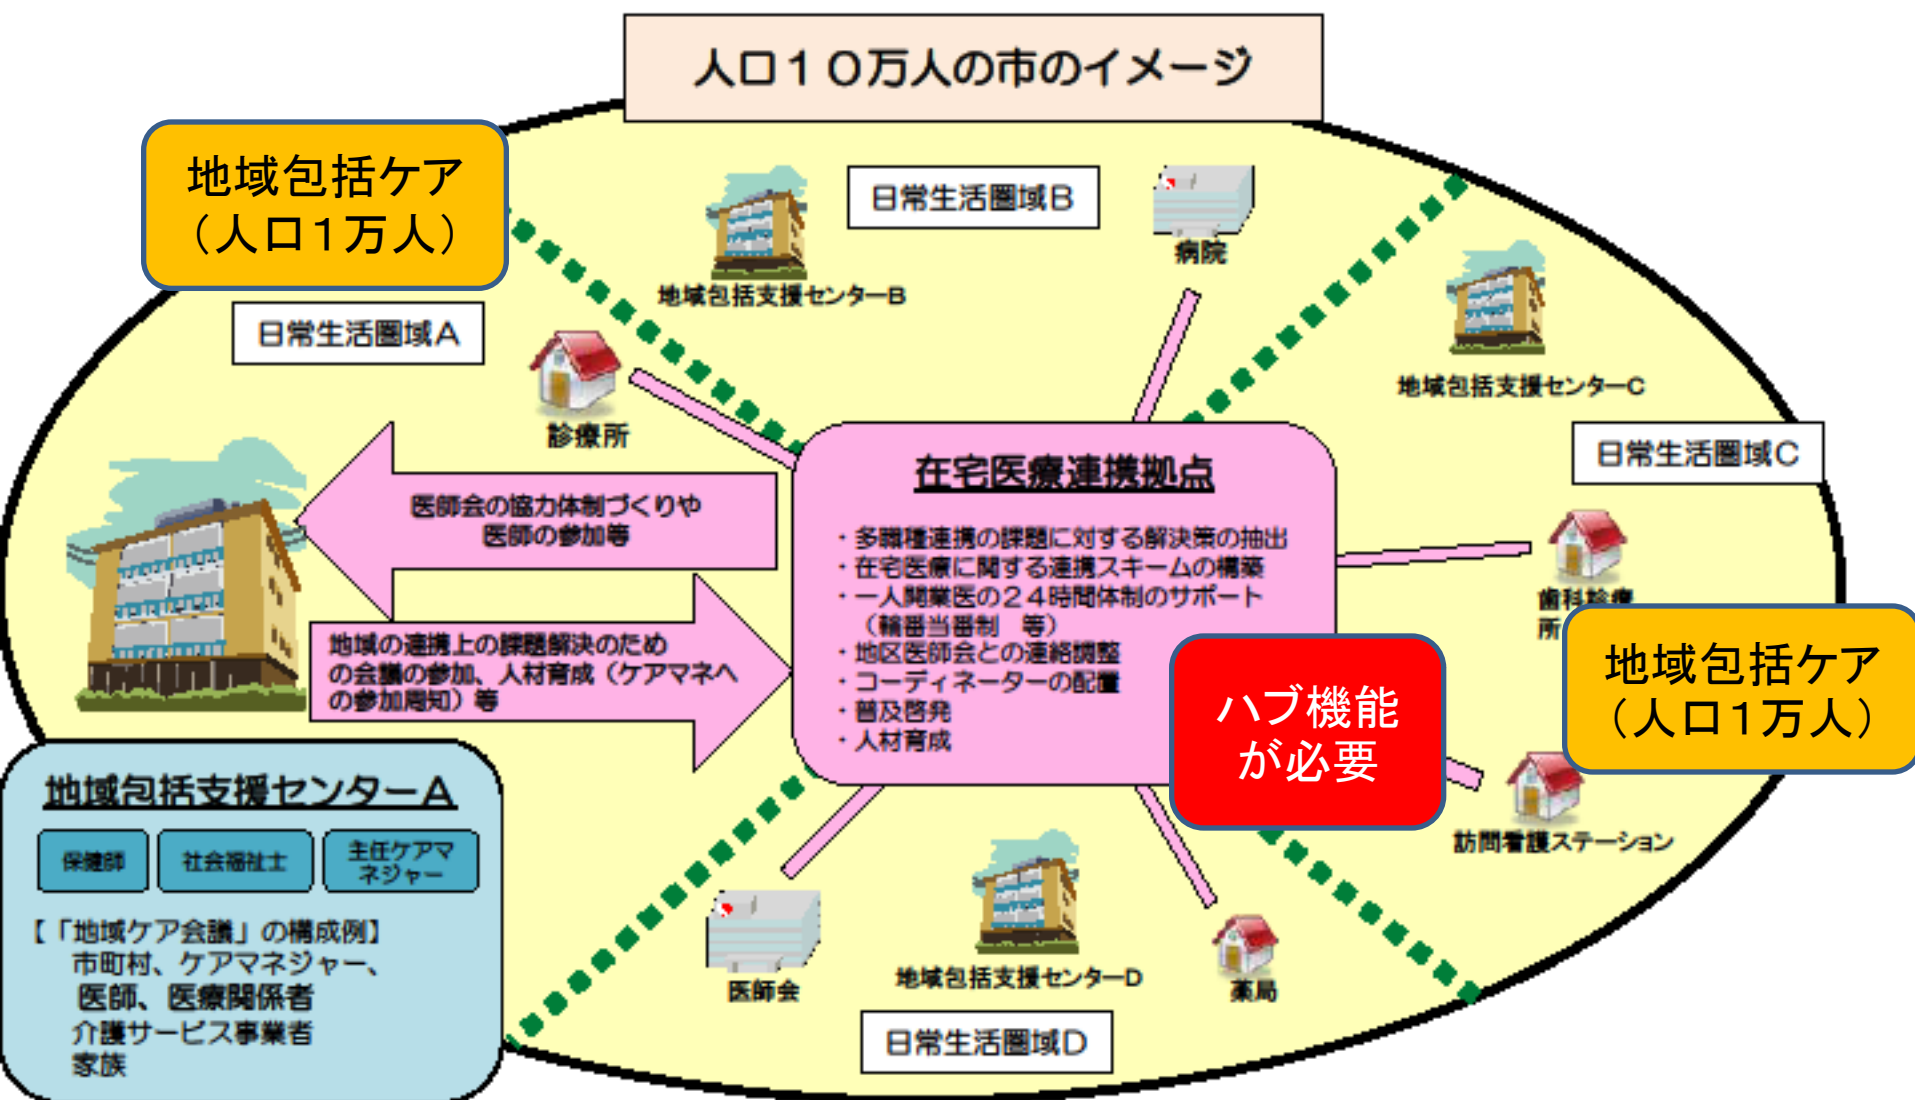 人口１０万人の市のイメージ
地域包括ケア
（人口１万人）
日常生活圏域Ｂ
病院
地域包括支援センターＢ
日常生活圏域Ａ
診療所
地域包括支援センターＣ
日常生活圏域Ｃ
医師会の協力体制づくりや
医師の参加等
地域の連携上の課題解決のため
の会議の参加、人材育成（ケアマネへ
の参加周知）等
在宅医療連携拠点
・多職種連携の課題に対する解決策の抽出
・在宅医療に関する連携スキームの構築
・一人開業医の２４時間体制のサポート
（輪番当番制　等）
・地区医師会との連絡調整
・コーディネーターの配置
・普及啓発
・人材育成
ハブ機能
が必要
歯科診療
所
地域包括ケア
（人口１万人）
訪問看護ステーション
地域包括支援センターＡ
保健師
社会福祉士
主任ケアマ
ネジャー
【「地域ケア会議」の構成例】
市町村、ケアマネジャー、
医師、医療関係者
介護サービス事業者
家族
医師会
地域包括支援センターＤ
薬局
日常生活圏域Ｄ